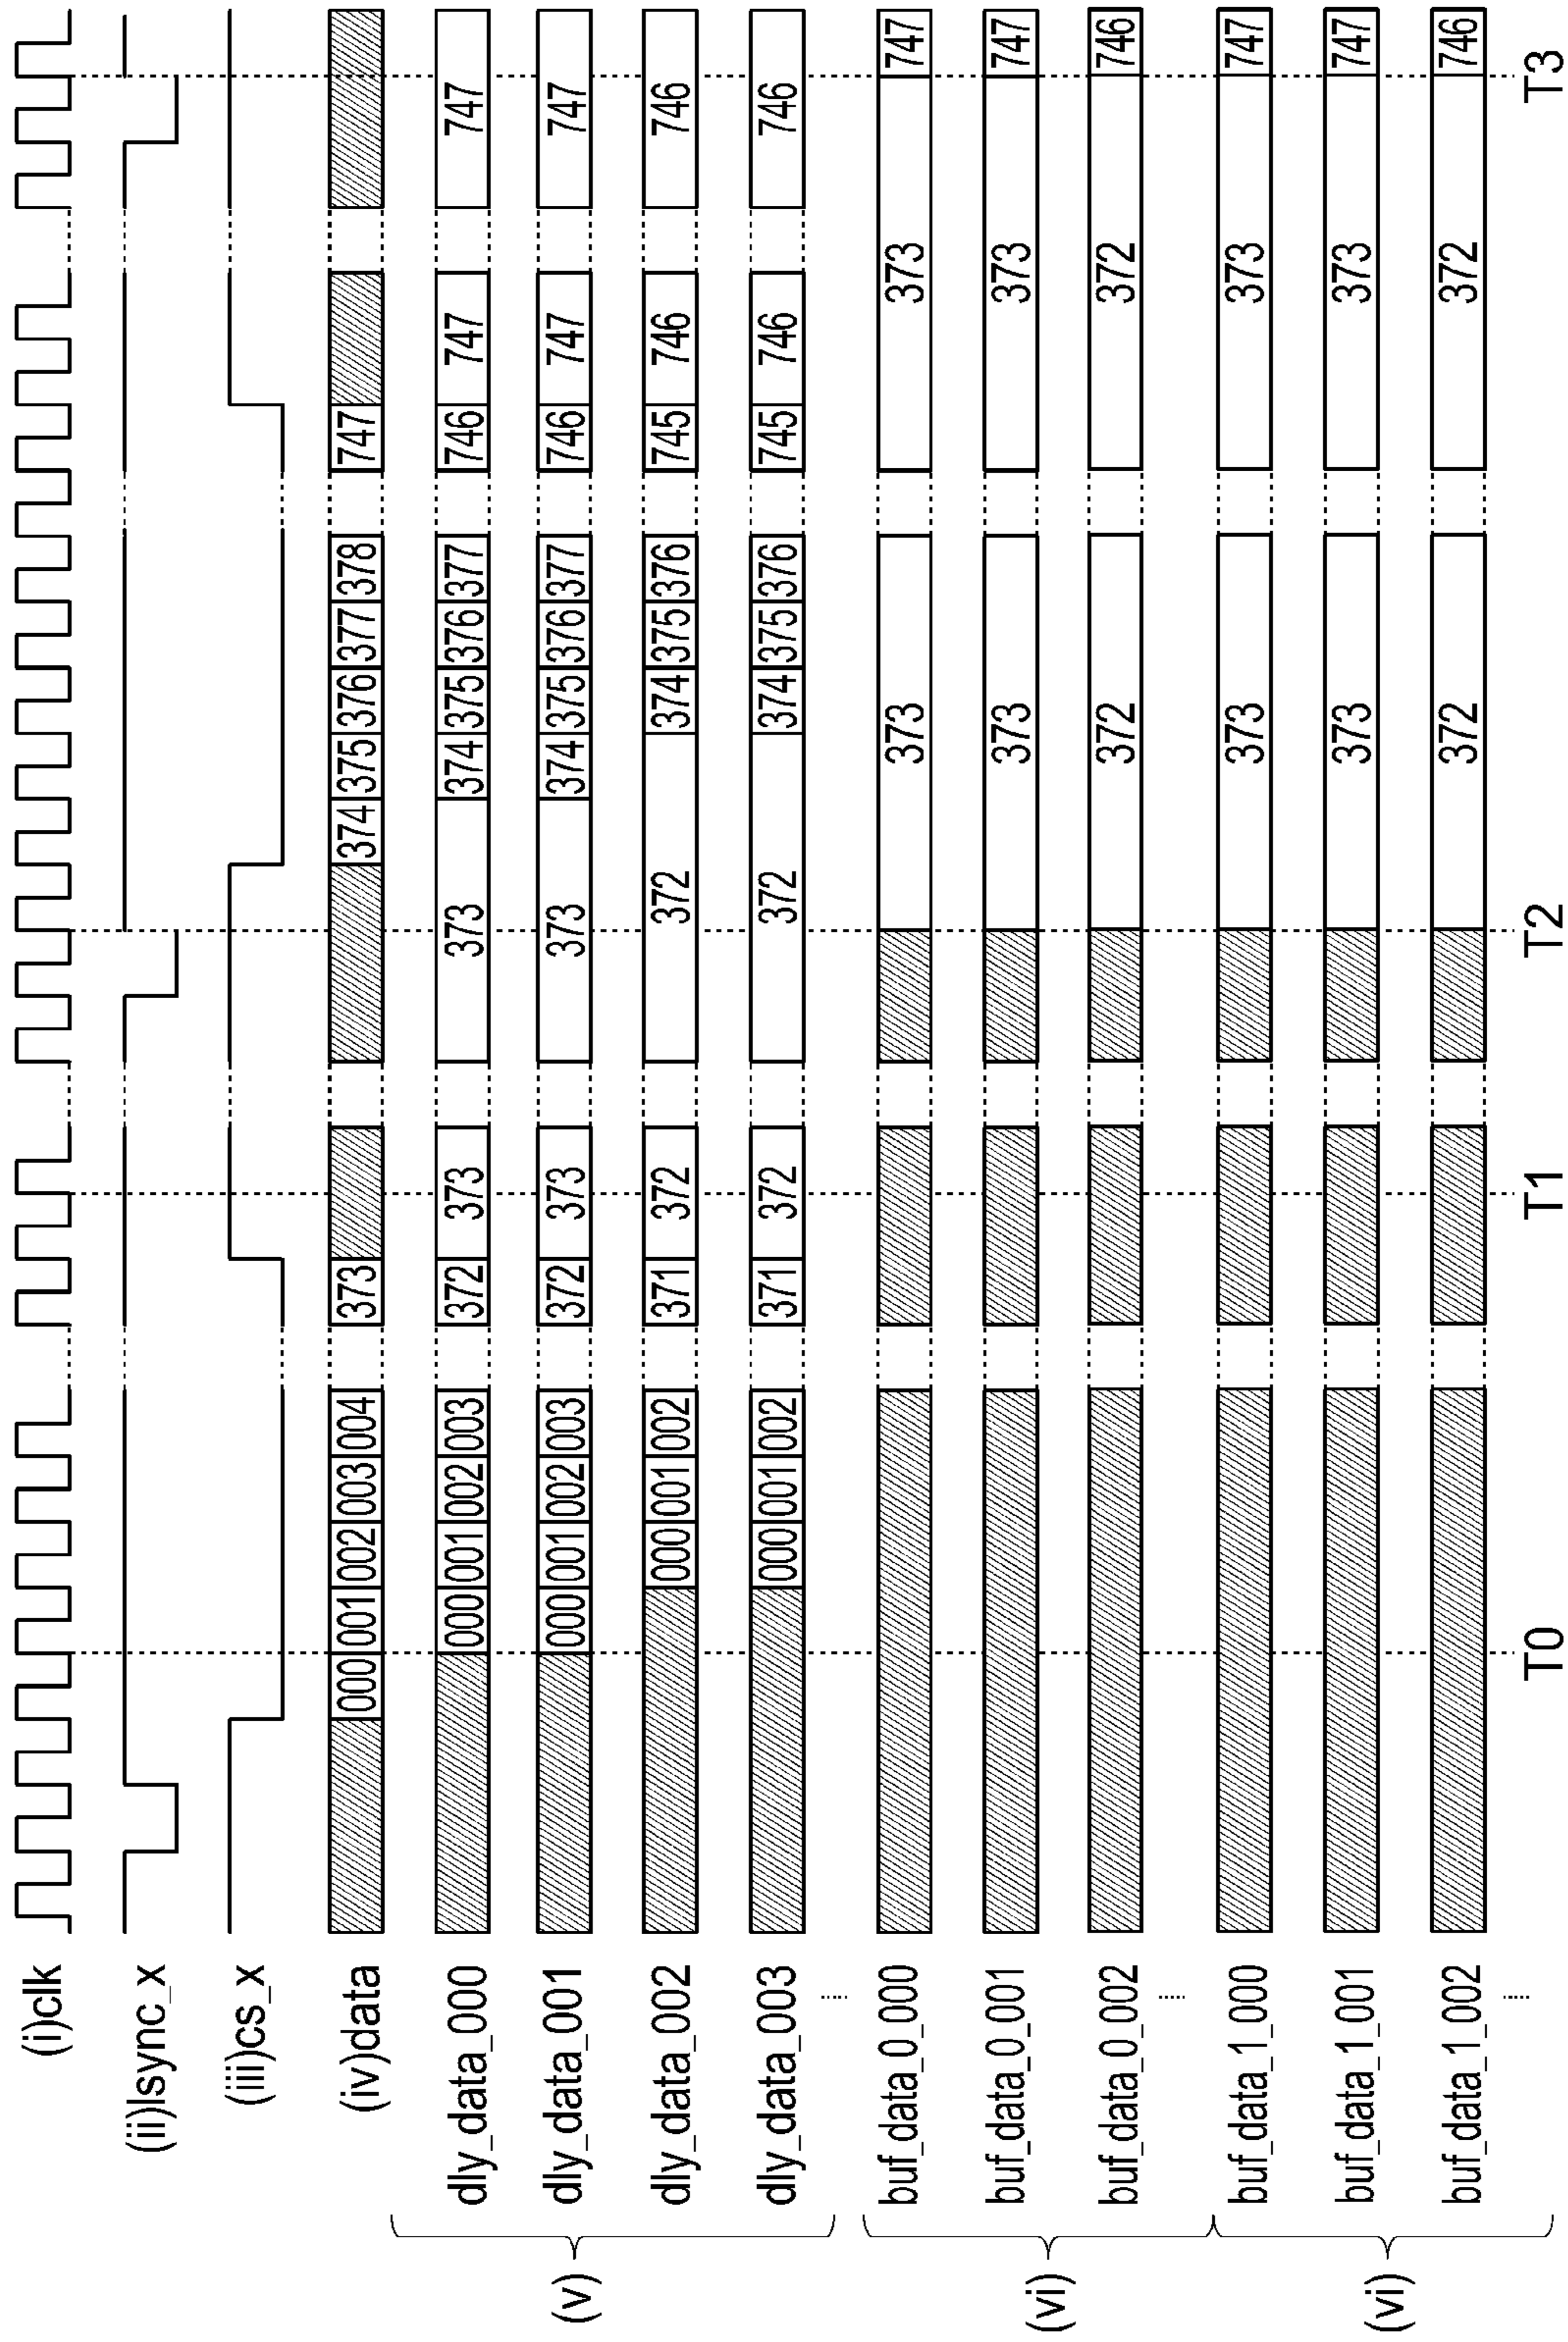 (i)clk
(ii)lsync_x
(iii)cs_x
(iv)data 000 001 002 003 004 373 374 375 376 377 378 747
(v)
dly_data_000 000 001 002 003 372 373 373 374 375 376 377 746 747 747
dly_data_001 000 001 002 003 372 373 373 374 375 376 377 746 747 747
dly_data_002 000 001 002 371 372 372 374 375 376 745 746 746
dly_data_003 000 001 002 371 372 372 374 375 376 745 746 746
(vi)
buf_data_0_000 373 373 747
buf_data_0_001 373 373 747
buf_data_0_002 372 372 746
(vi)
buf_data_1_000 373 373 747
buf_data_1_001 373 373 747
buf_data_1_002 372 372 746
T0 T1 T2 T3